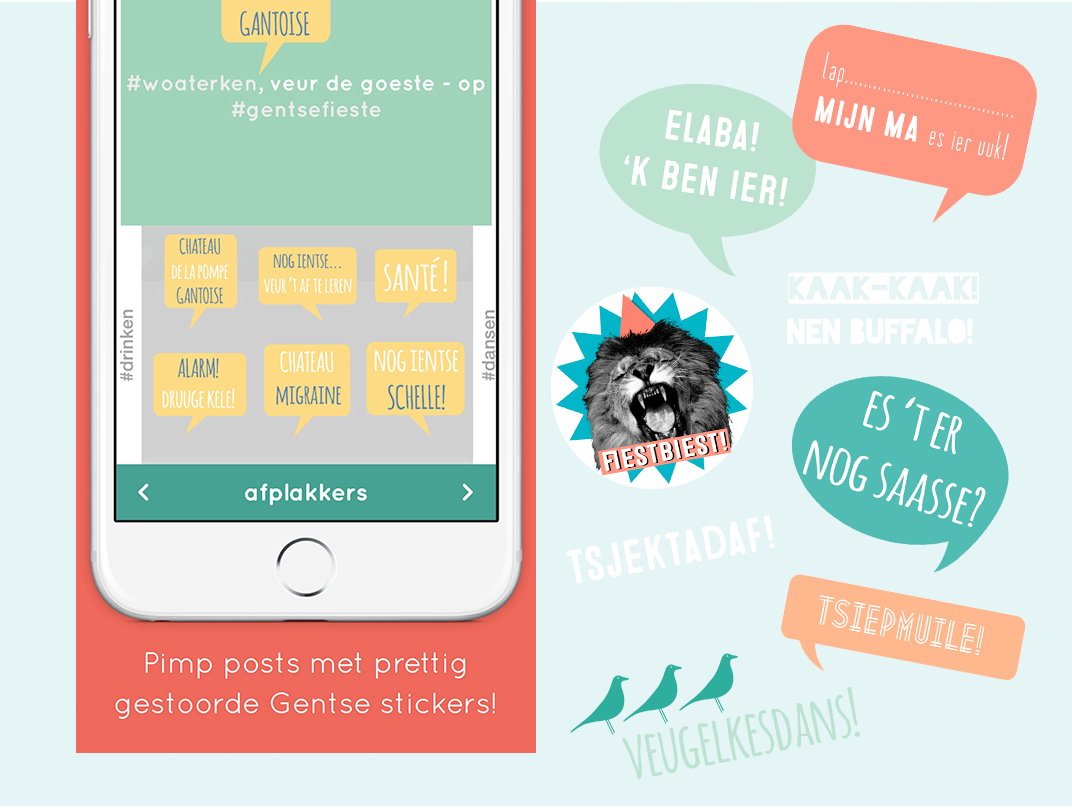 GANTOISE
#woaterken, veur de goeste - op
#gentsefieste
CHATEAU
DE LA POMPE
GANTOISE
NOG IENTSE...
VEUR 'T AF TE LEREN
SANTÉ!
#drinken
#dansen
ALARM!
DRUUGE KELE!
CHATEAU
MIGRAINE
NOG IENTSE
SCHELLE!
< afplakkers >
Pimp posts met prettig
gestoorde Gentse stickers!
lap..............................................
MIJN MA es ier uuk!
ELABA!
'K BEN IER!
KAAK-KAAK!
NEN BUFFALO!
FIESTBIEST!
ES 'T ER
NOG SAASSE?
TSJEKTADAF!
TSIEPMUILE!
VEUGELKESDANS!